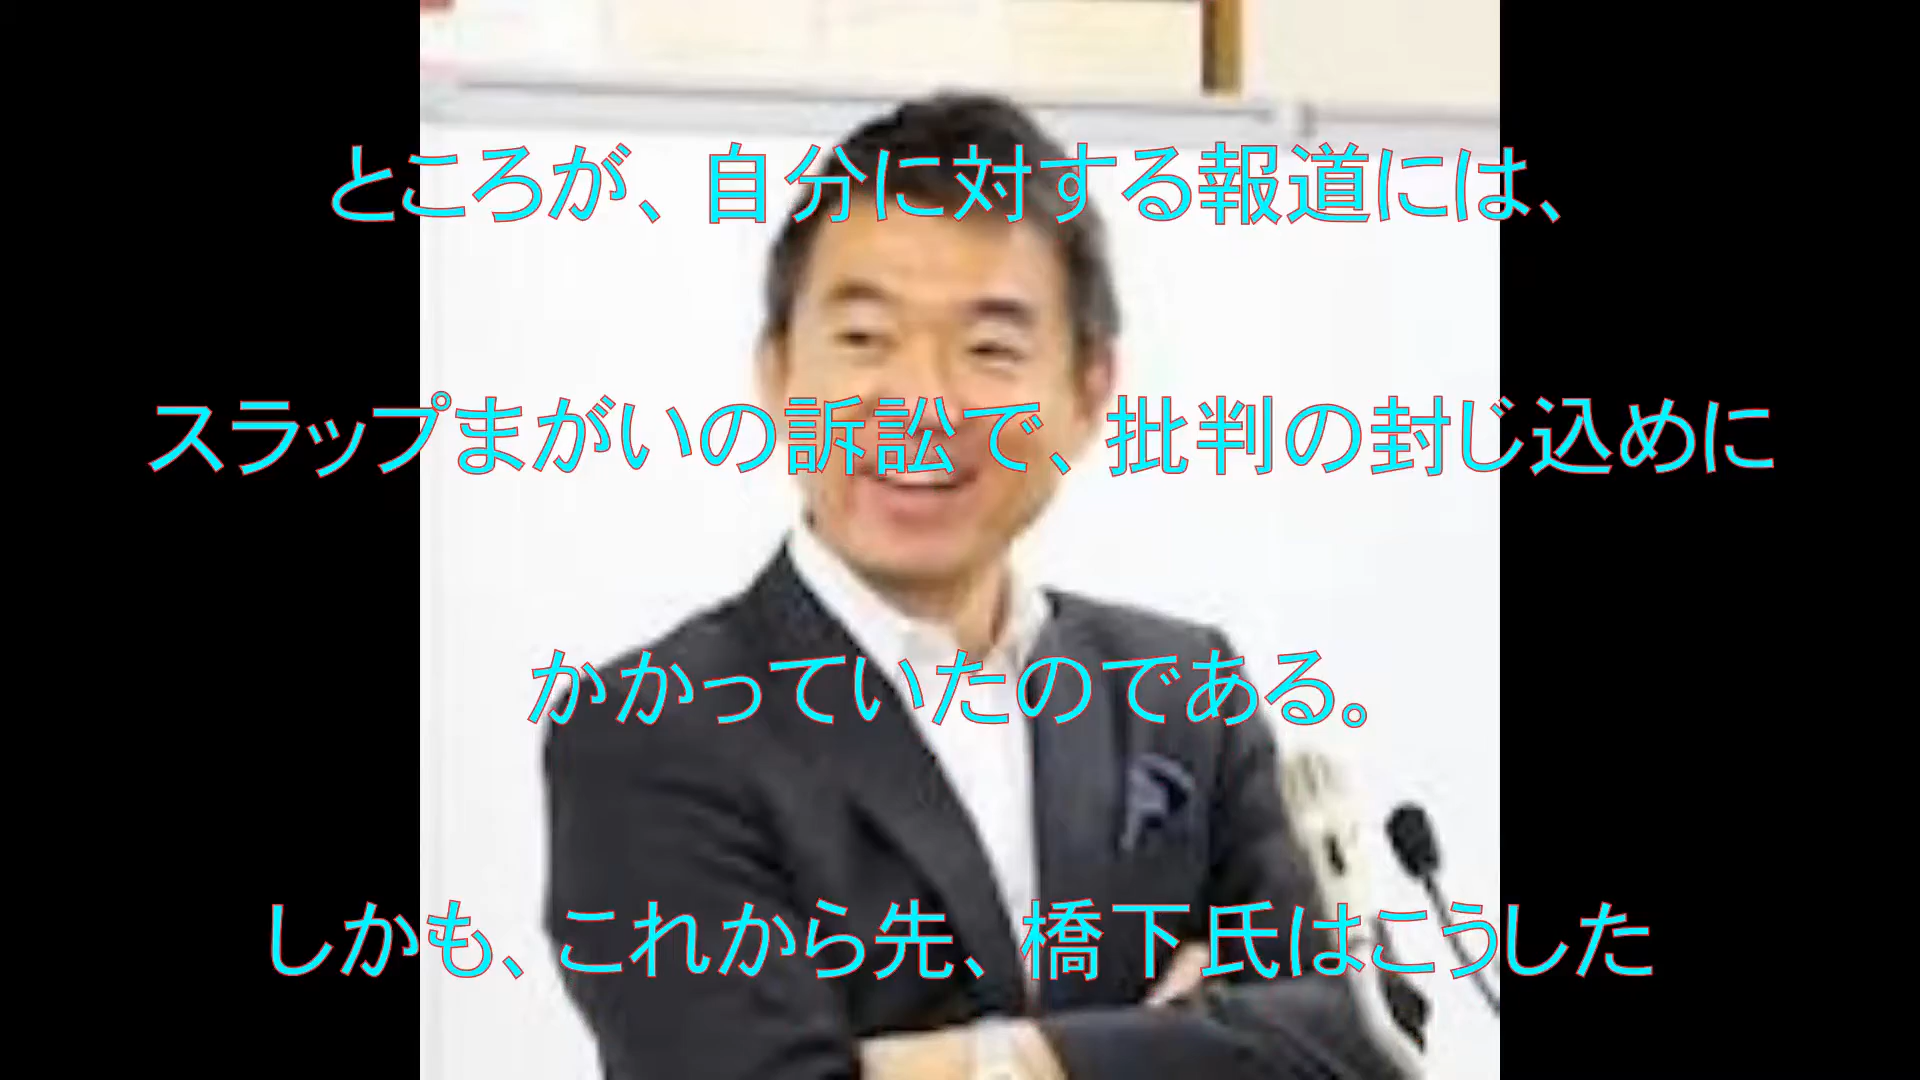 ところが、自分に対する報道には、
スラップまがいの訴訟で、批判の封じ込めに
かかっていたのである。
しかも、これから先、橋下氏はこうした